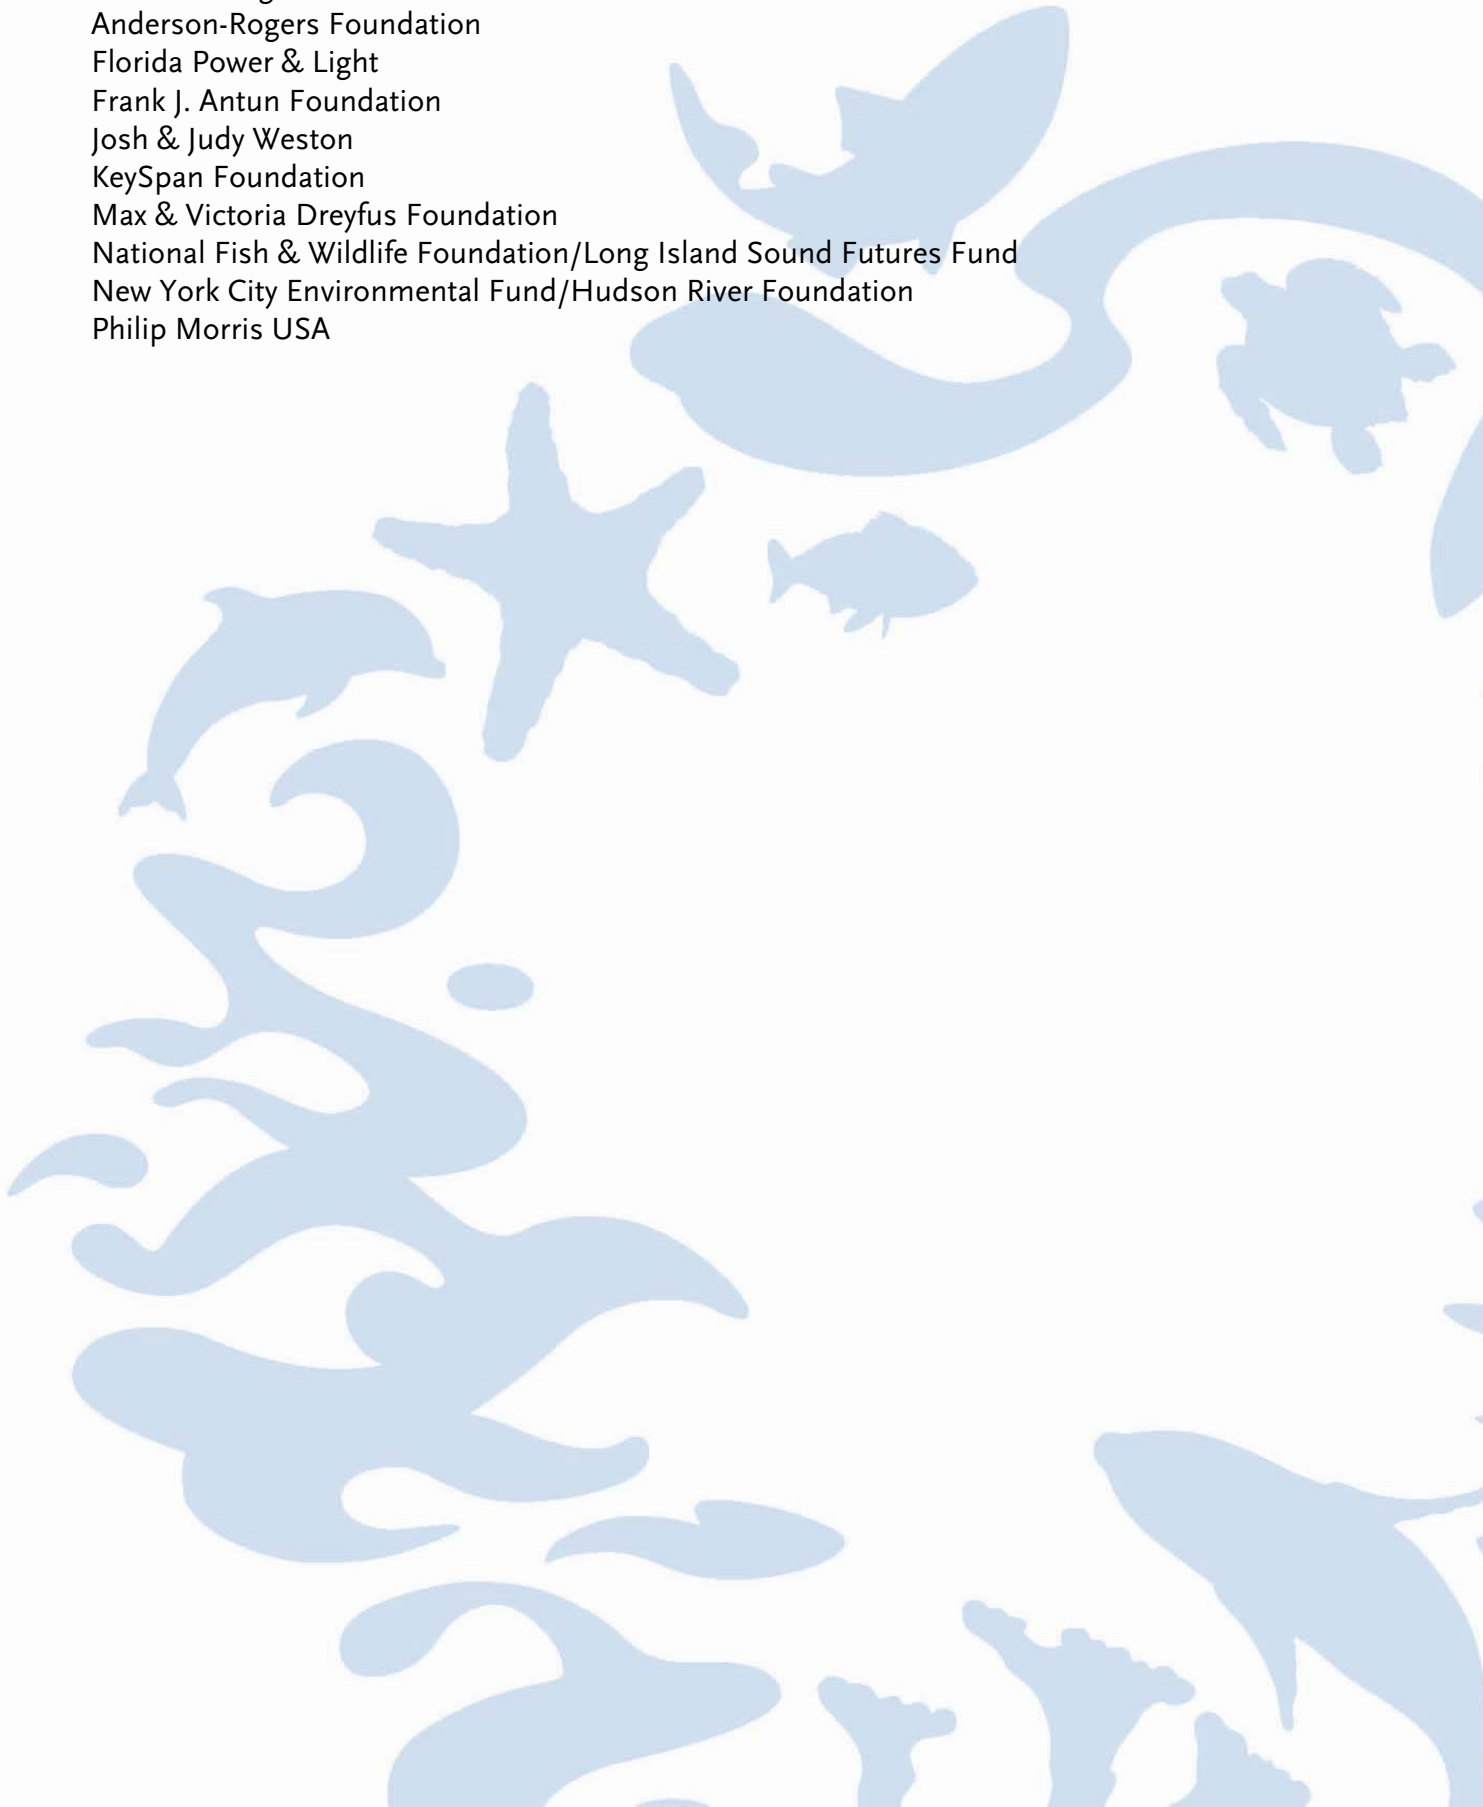 Anderson-Rogers Foundation
Florida Power & Light
Frank J. Antun Foundation
Josh & Judy Weston
KeySpan Foundation
Max & Victoria Dreyfus Foundation
National Fish & Wildlife Foundation/Long Island Sound Futures Fund
New York City Environmental Fund/Hudson River Foundation
Philip Morris USA